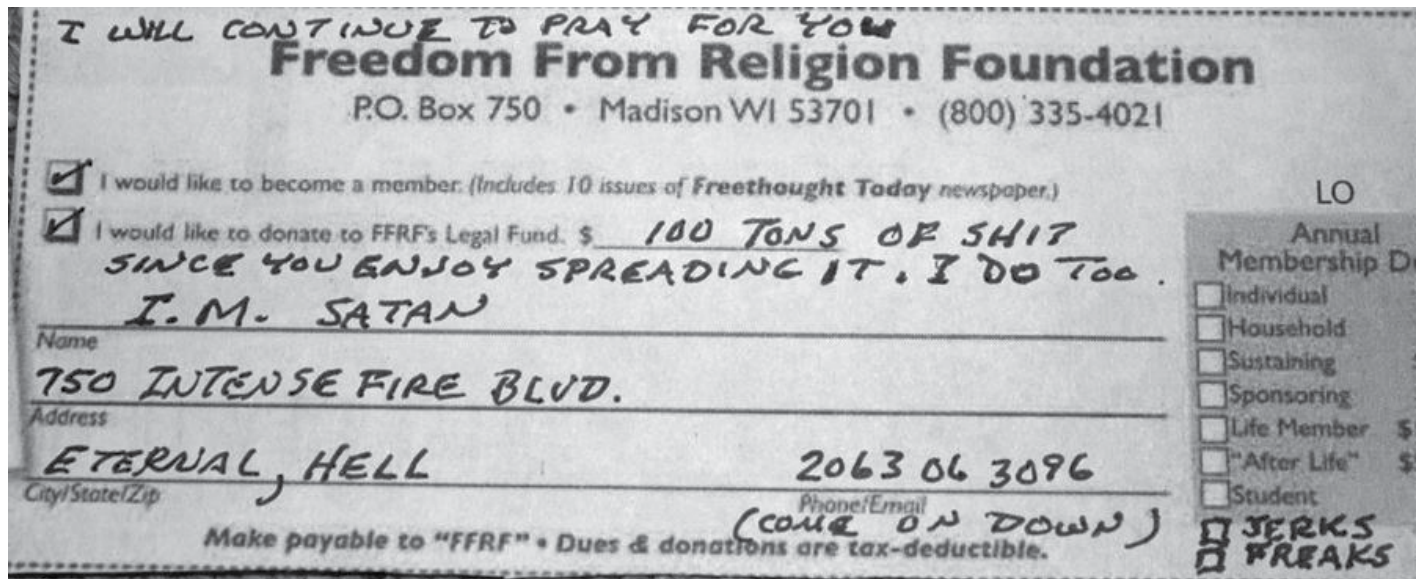 I WILL CONTINUE TO PRAY FOR YOU
Freedom From Religion Foundation
P.O. Box 750 • Madison WI 53701 • (800) 335-4021
I would like to become a member. (Includes 10 issues of Freethought Today newspaper.)
I would like to donate to FFRF's Legal Fund. $ 100 TONS OF SHIT
SINCE YOU ENJOY SPREADING IT. I DO TOO.
I. M. SATAN
Name
750 INTENSE FIRE BLVD.
Address
ETERNAL, HELL 2063 06 3096
City/State/Zip Phone/Email
(COME ON DOWN)
Make payable to "FFRF" • Dues & donations are tax-deductible.
LO
Annual
Membership
Individual
Household
Sustaining
Sponsoring
Life Member $
"After Life" $
Student
JERKS
FREAKS